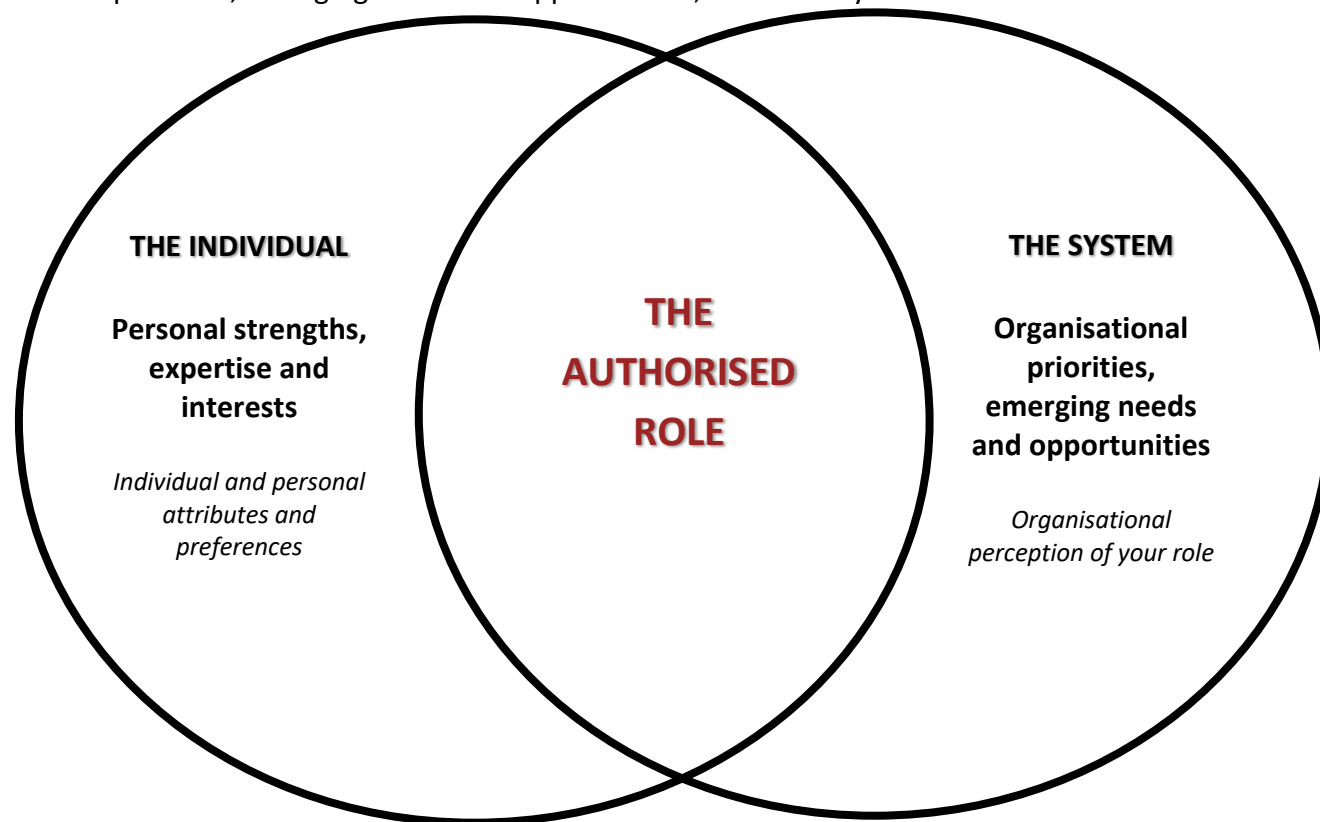 THE INDIVIDUAL
Personal strengths,
expertise and
interests
Individual and personal
attributes and
preferences
THE
AUTHORISED
ROLE
THE SYSTEM
Organisational
priorities,
emerging needs
and opportunities
Organisational
perception of your role